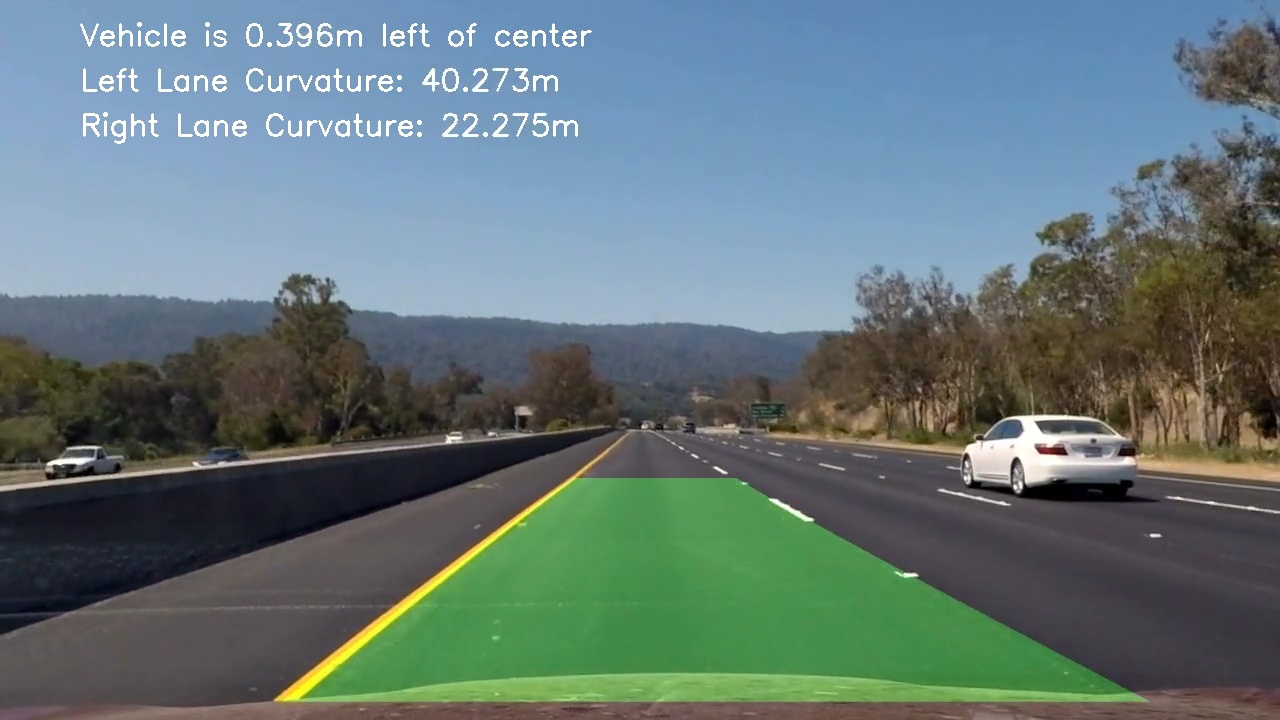 Vehicle is 0.396m left of center
Left Lane Curvature: 40.273m
Right Lane Curvature: 22.275m